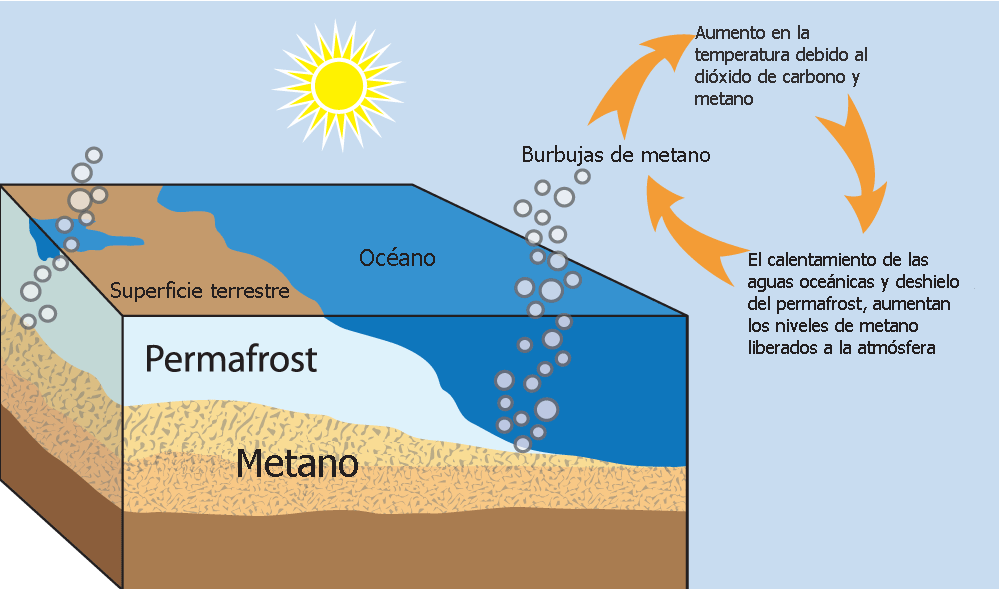 Aumento en la
temperatura debido al
dióxido de carbono y
metano
Burbujas de metano
Océano
El calentamiento de las
aguas oceánicas y deshielo
del permafrost, aumentan
los niveles de metano
liberados a la atmósfera
Superficie terrestre
Permafrost
Metano